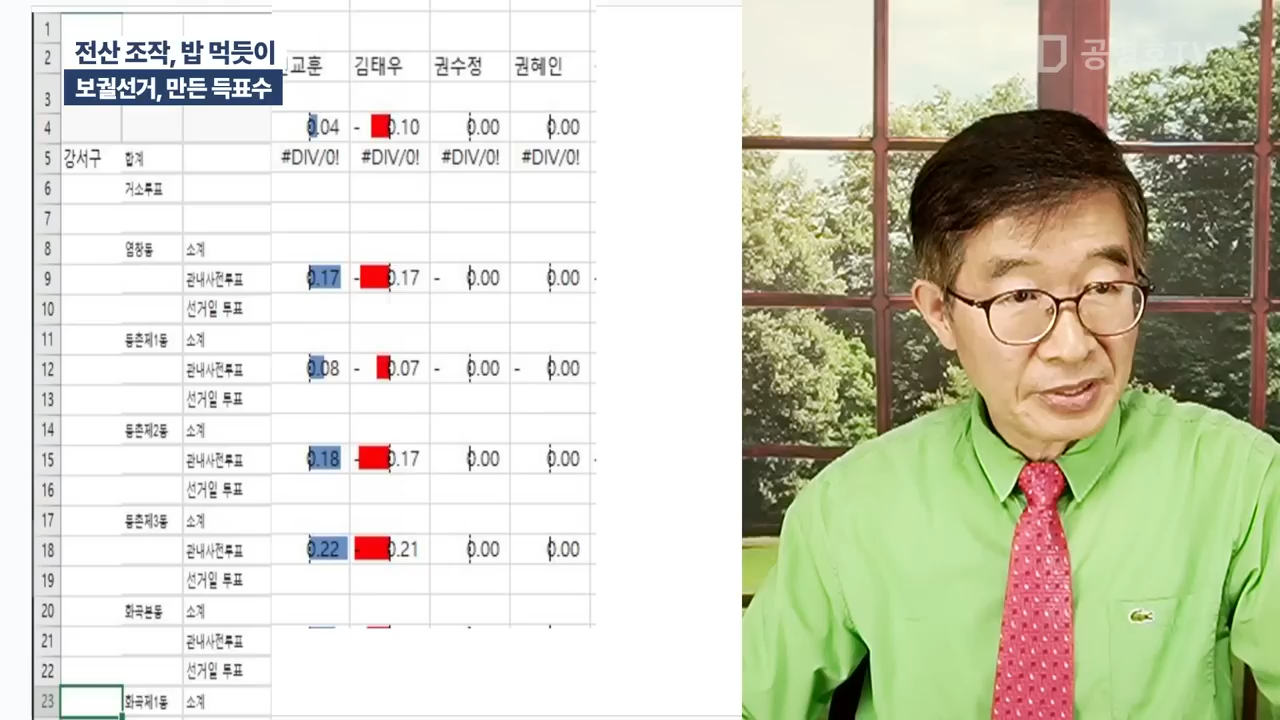 전산 조작, 밥 먹듯이
보궐선거, 만든 득표수
공병호TV
1
2 교훈 김태우 권수정 권혜인
3
4 0.04 - 0.10 0.00 0.00
5 강서구 합계 #DIV/0! #DIV/0! #DIV/0! #DIV/0!
6 거소투표
7
8 염창동 소계
9 관내사전투표 0.17 - 0.17 - 0.00 0.00 -
10 선거일 투표
11 등촌제1동 소계
12 관내사전투표 0.08 - 0.07 - 0.00 - 0.00
13 선거일 투표
14 등촌제2동 소계
15 관내사전투표 0.18 - 0.17 0.00 0.00 -
16 선거일 투표
17 등촌제3동 소계
18 관내사전투표 0.22 - 0.21 0.00 0.00
19 선거일 투표
20 화곡본동 소계
21 관내사전투표
22 선거일 투표
23 화곡제1동 소계